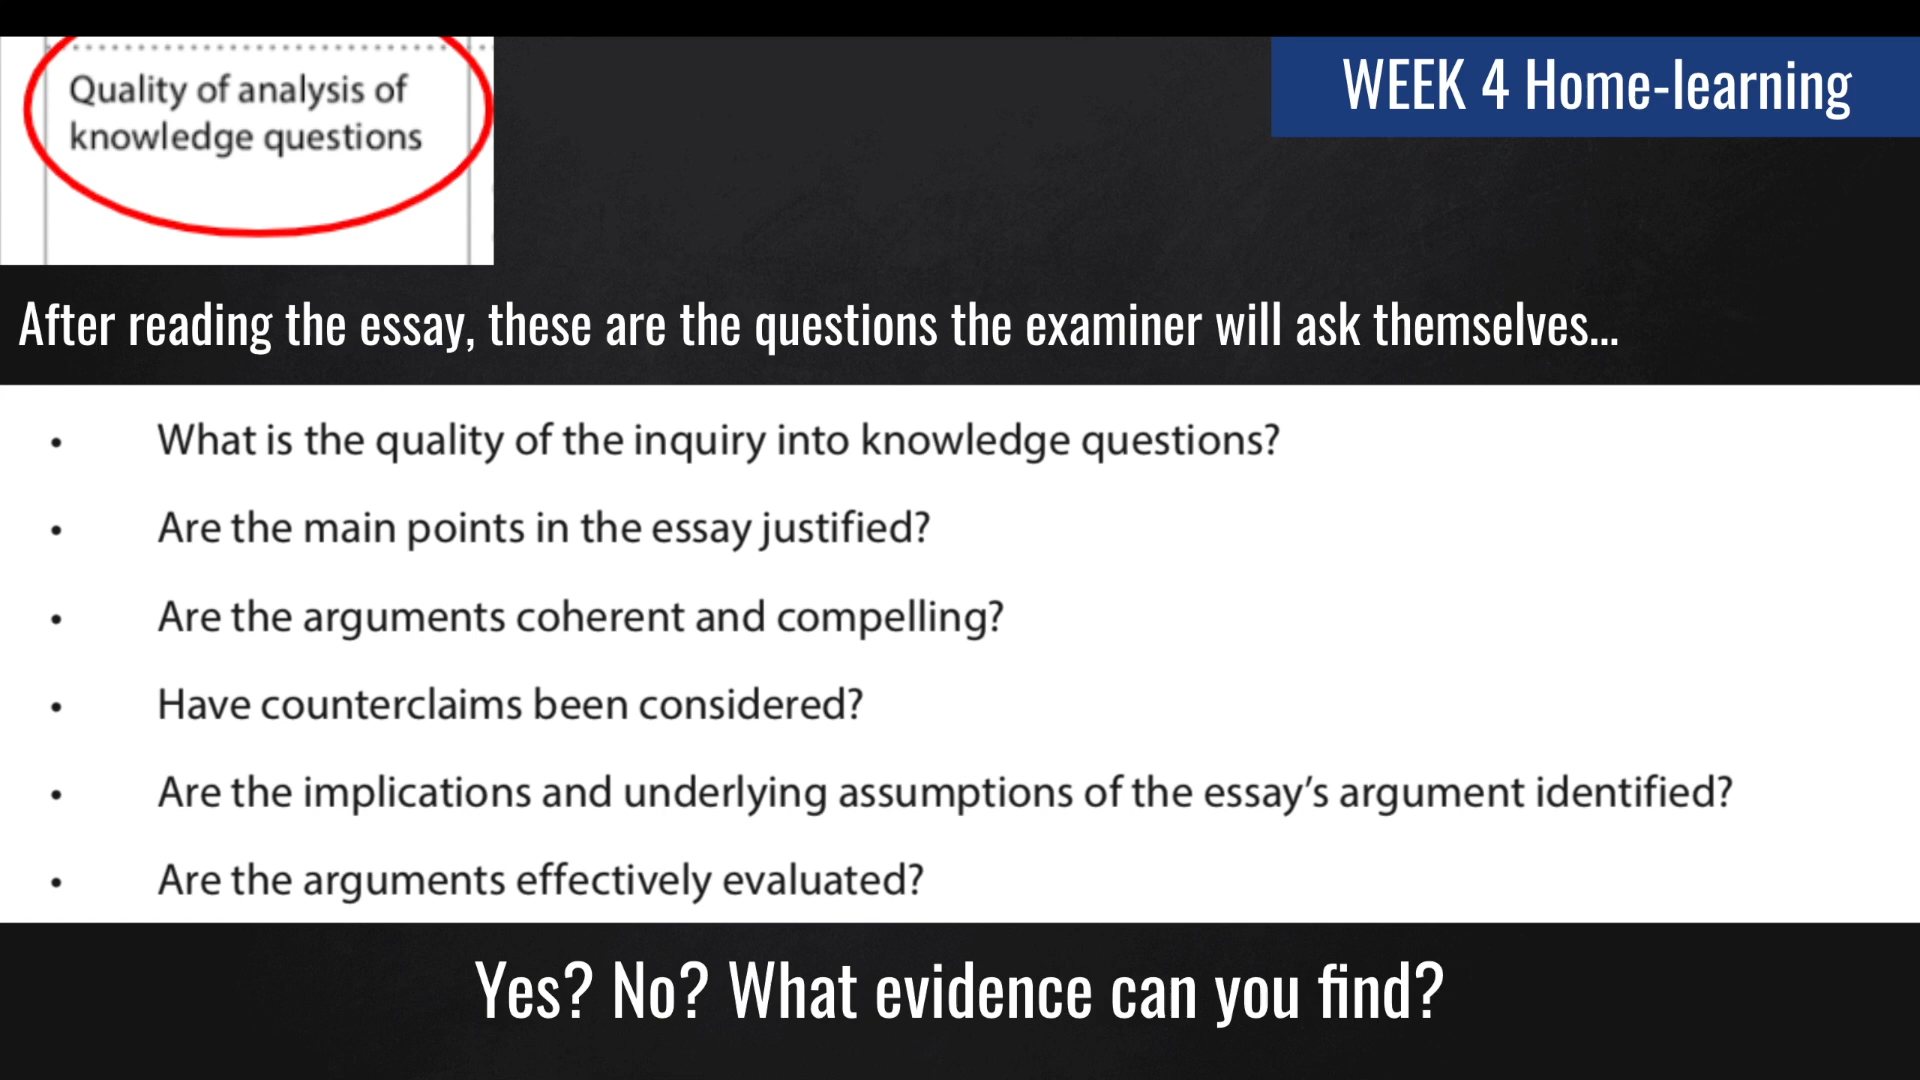 Quality of analysis of
knowledge questions
WEEK 4 Home-learning
After reading the essay, these are the questions the examiner will ask themselves...
• What is the quality of the inquiry into knowledge questions?
• Are the main points in the essay justified?
• Are the arguments coherent and compelling?
• Have counterclaims been considered?
• Are the implications and underlying assumptions of the essay’s argument identified?
• Are the arguments effectively evaluated?
Yes? No? What evidence can you find?